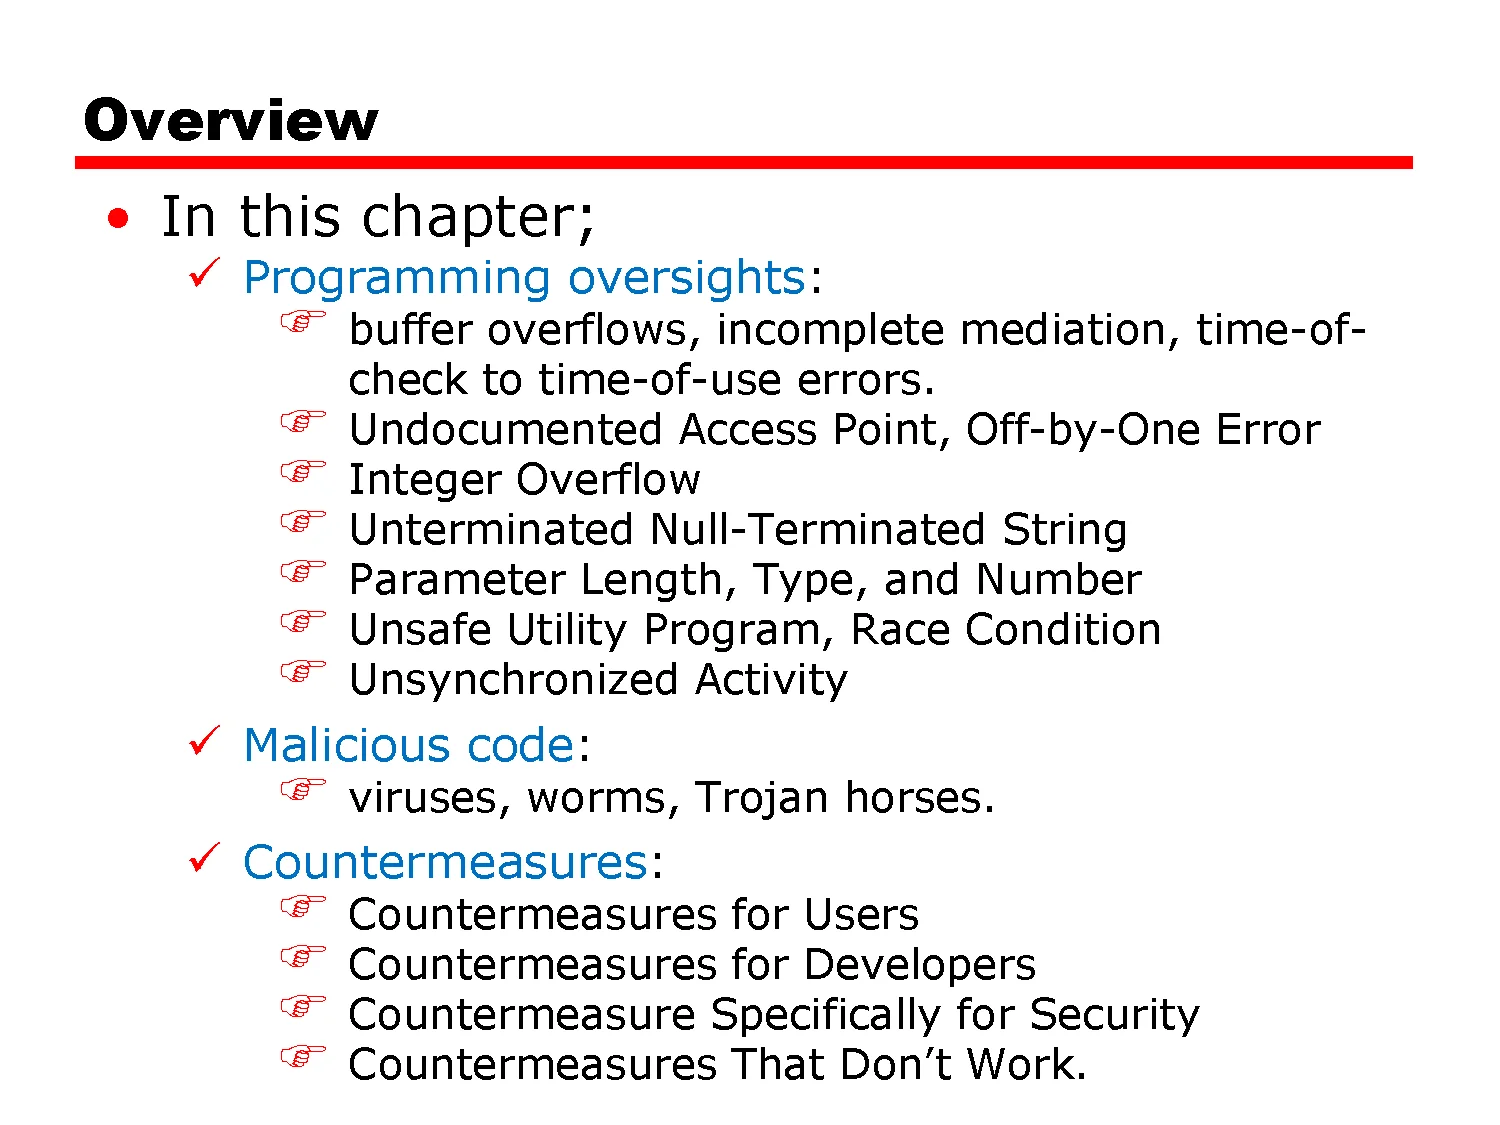 Overview
• In this chapter;
✓ Programming oversights:
☞ buffer overflows, incomplete mediation, time-of-
check to time-of-use errors.
☞ Undocumented Access Point, Off-by-One Error
☞ Integer Overflow
☞ Unterminated Null-Terminated String
☞ Parameter Length, Type, and Number
☞ Unsafe Utility Program, Race Condition
☞ Unsynchronized Activity
✓ Malicious code:
☞ viruses, worms, Trojan horses.
✓ Countermeasures:
☞ Countermeasures for Users
☞ Countermeasures for Developers
☞ Countermeasure Specifically for Security
☞ Countermeasures That Don’t Work.